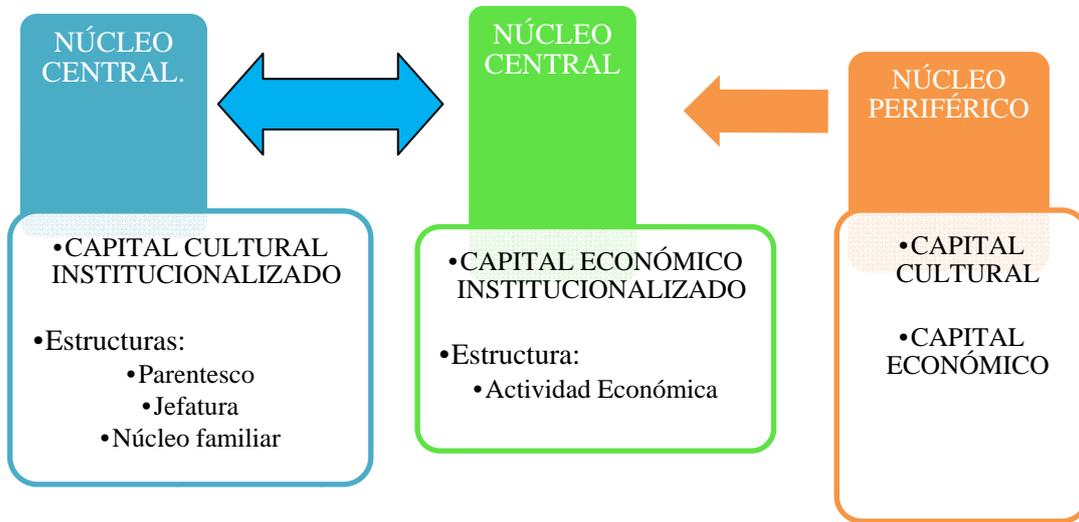 NÚCLEO
CENTRAL.
•CAPITAL CULTURAL
INSTITUCIONALIZADO
•Estructuras:
•Parentesco
•Jefatura
•Núcleo familiar
NÚCLEO
CENTRAL
•CAPITAL ECONÓMICO
INSTITUCIONALIZADO
•Estructura:
•Actividad Económica
NÚCLEO
PERIFÉRICO
•CAPITAL
CULTURAL
•CAPITAL
ECONÓMICO